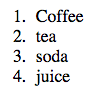 1. Coffee
2. tea
3. soda
4. juice